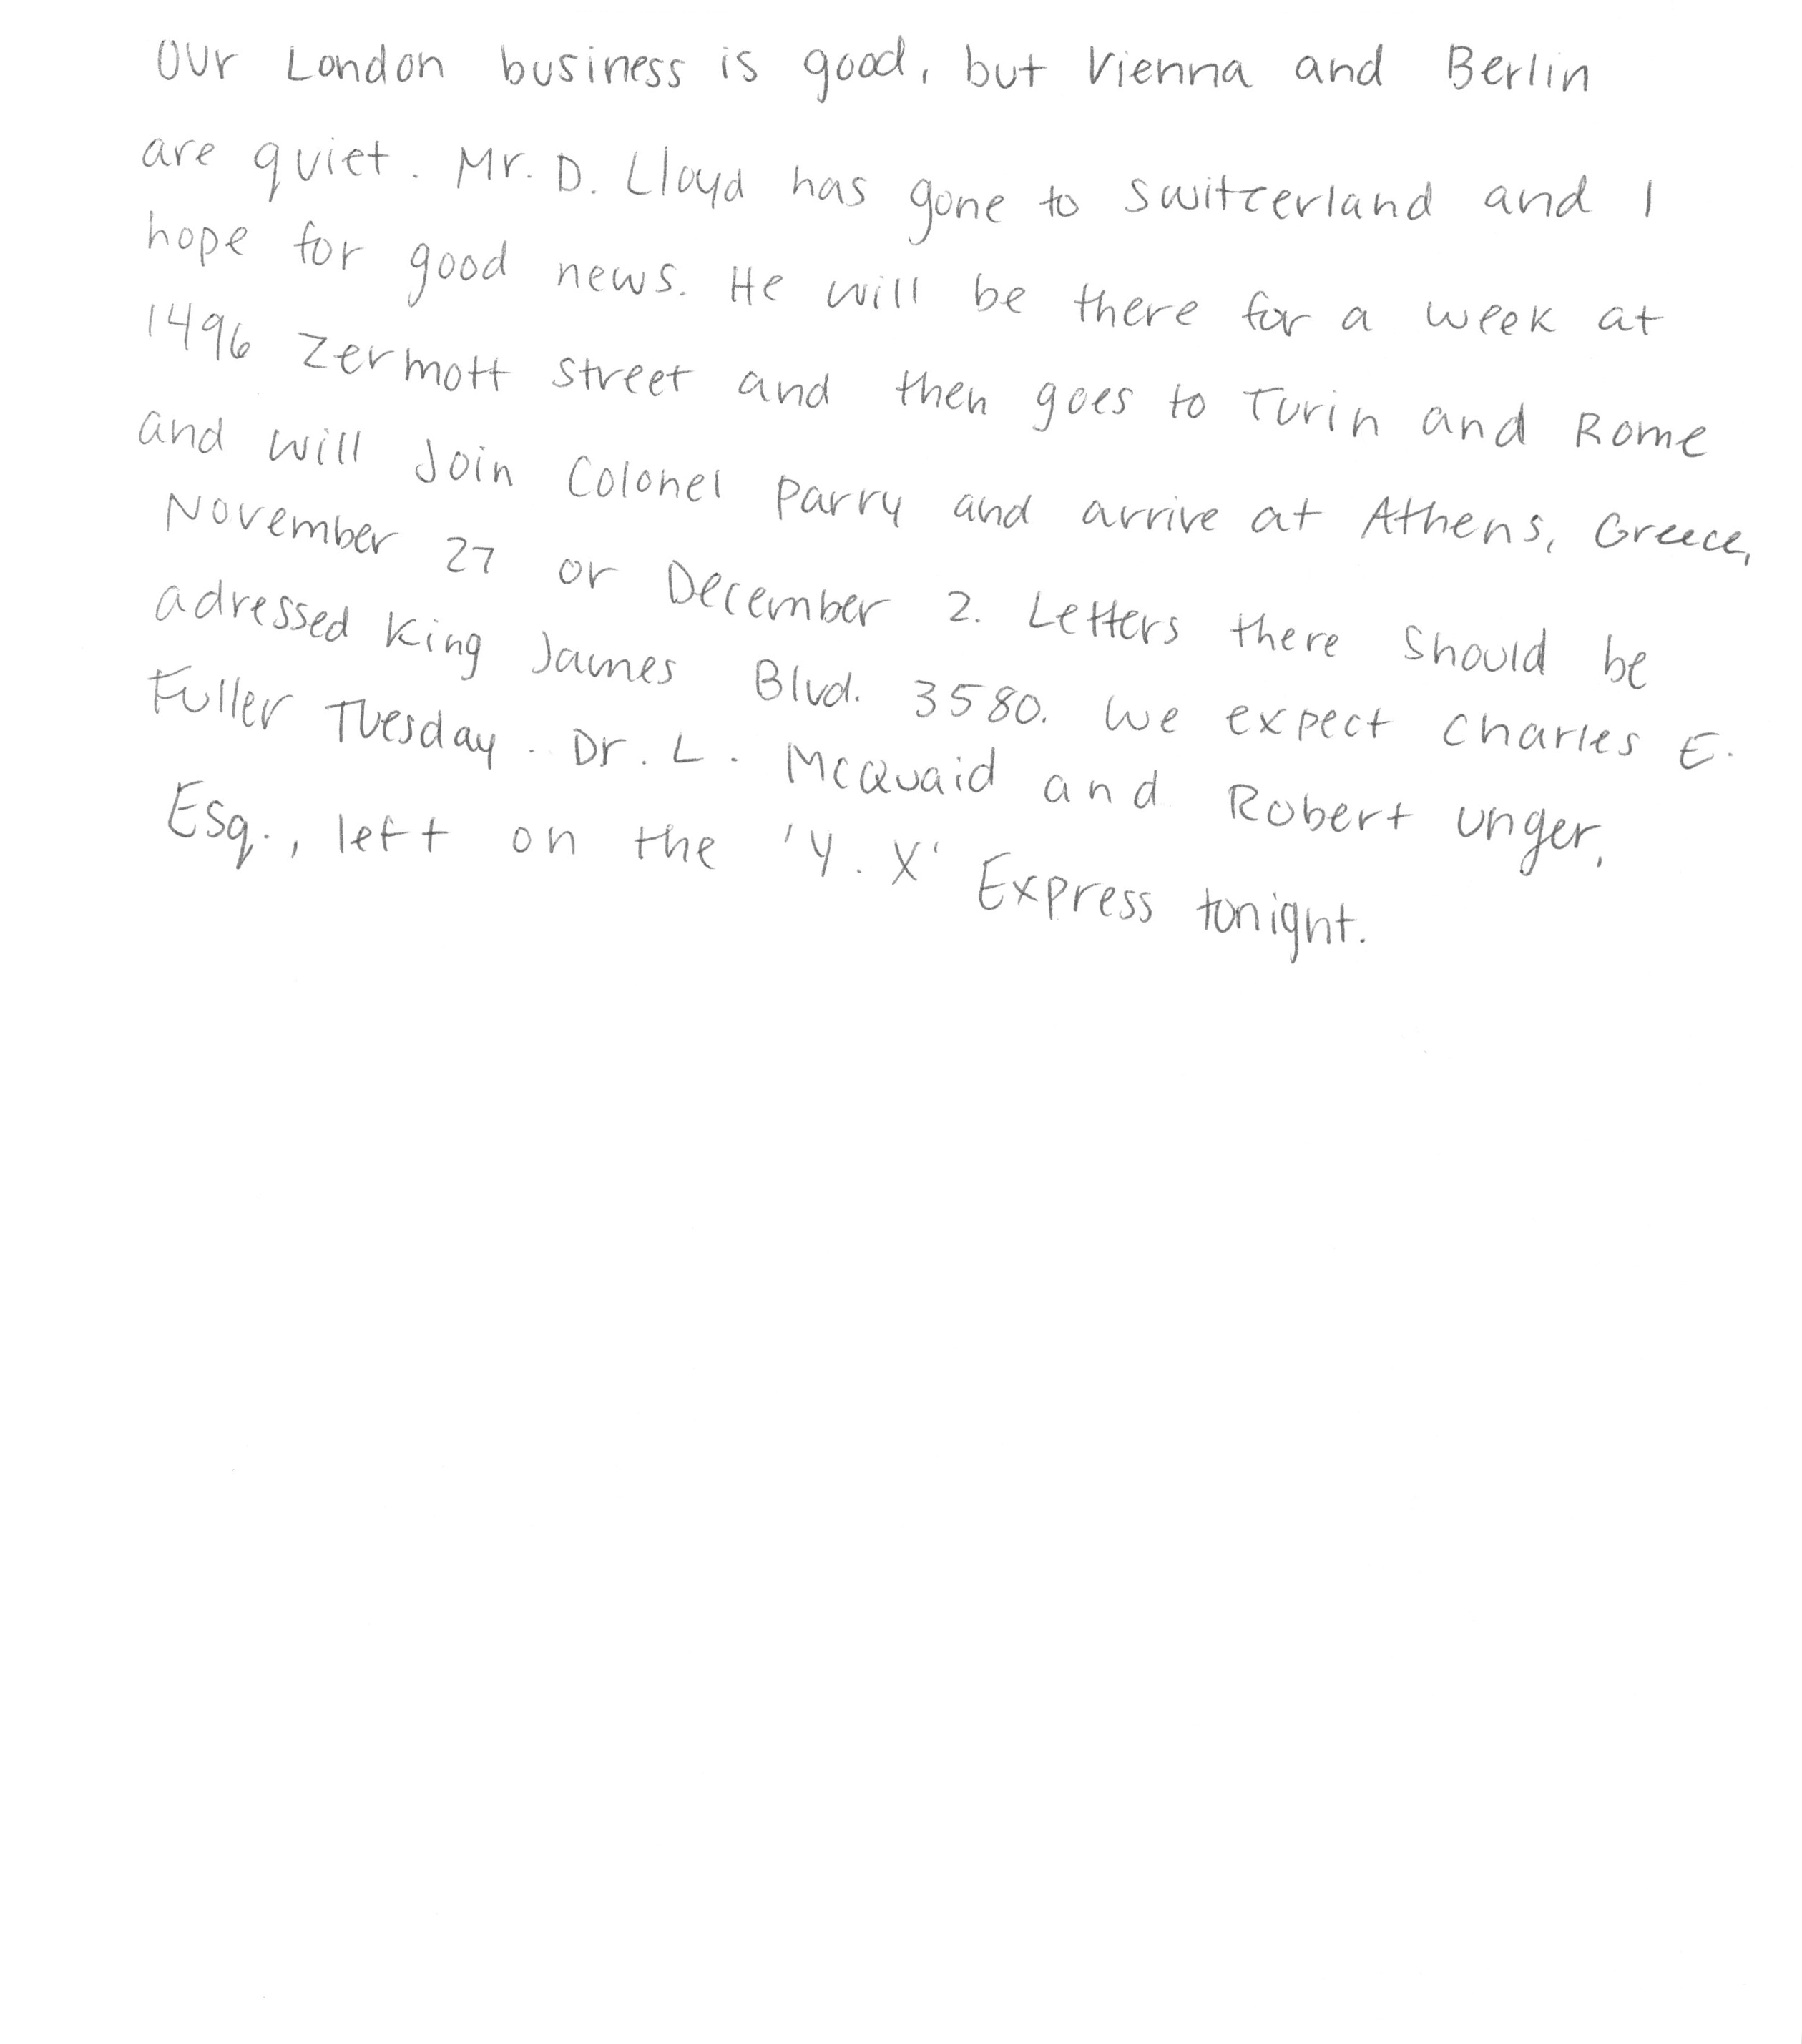 Our London business is good, but Vienna and Berlin
are quiet. Mr. D. Lloyd has gone to Switzerland and I
hope for good news. He will be there for a week at
1496 Zermott Street and then goes to Turin and Rome
and will Join Colonel Parry and arrive at Athens, Greece,
November 27 or December 2. Letters there Should be
adressed King James Blvd. 3580. We expect Charles E.
Fuller Tuesday. Dr. L. McQuaid and Robert Unger,
Esq., left on the 'Y. X' Express tonight.